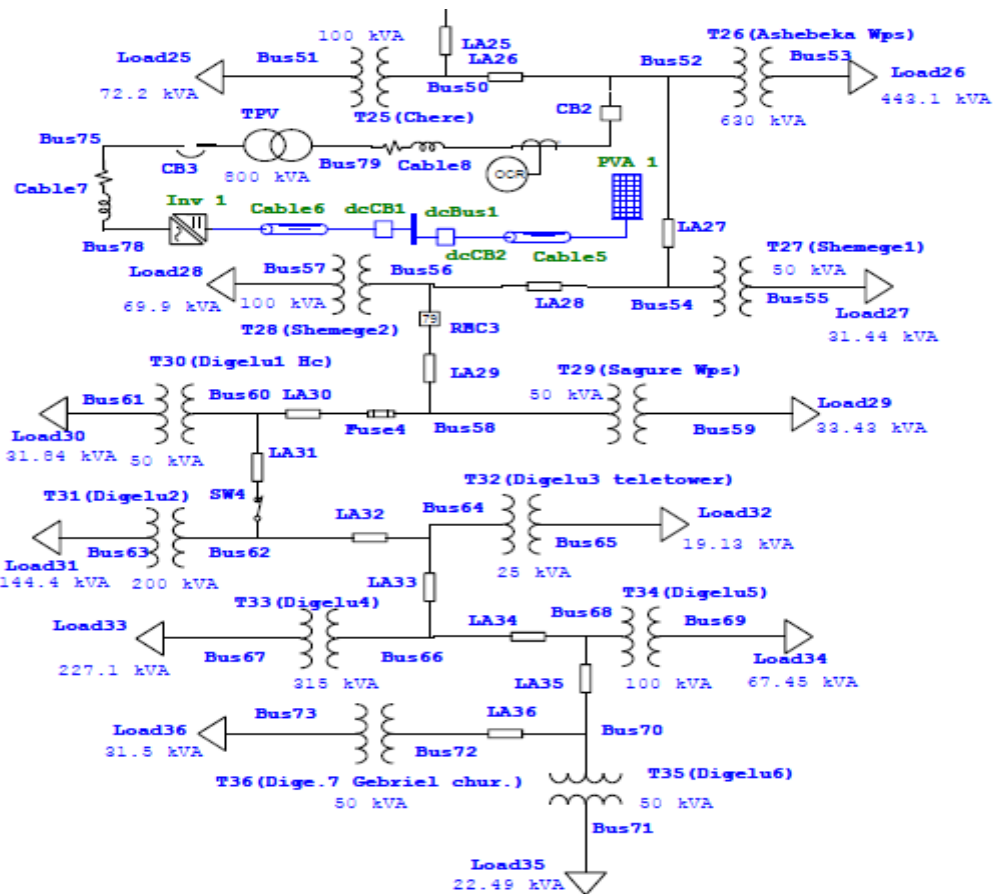 100 kVA
LA25
T26(Ashebeka Wps)
Load25
Bus51
LA26
Bus52
Bus53
Load26
72.2 kVA
Bus50
443.1 kVA
TPV
T25(Chere)
CB2
630 kVA
Bus75
Bus79
PVA 1
CB3
Cable8
OCR
800 kVA
Cable7
Inv 1
Cable6
dcCB1
dcBus1
LA27
Bus78
dcCB2
Cable5
T27(Shemege1)
Load28
Bus57
Bus56
50 kVA
69.9 kVA
100 kVA
LA28
Bus54
Bus55
Load27
T28(Shemege2)
79
RMC3
31.44 kVA
T30(Digelu1 Hc)
LA29
T29(Sagure Wps)
Bus61
Bus60
LA30
50 kVA
Load30
Fuse4
Bus58
Bus59
Load29
31.84 kVA
50 kVA
LA31
33.43 kVA
T32(Digelu3 teletower)
T31(Digelu2)
SW4
LA32
Bus64
Load32
Bus63
Bus62
Bus65
19.13 kVA
Load31
144.4 kVA
200 kVA
LA33
25 kVA
T33(Digelu4)
T34(Digelu5)
Load33
LA34
Bus68
Bus69
Bus67
Bus66
Load34
227.1 kVA
315 kVA
LA35
100 kVA
67.45 kVA
Bus73
LA36
Load36
Bus70
31.5 kVA
Bus72
T36(Dige.7 Gebriel chur.)
T35(Digelu6)
50 kVA
50 kVA
Bus71
Load35
22.49 kVA